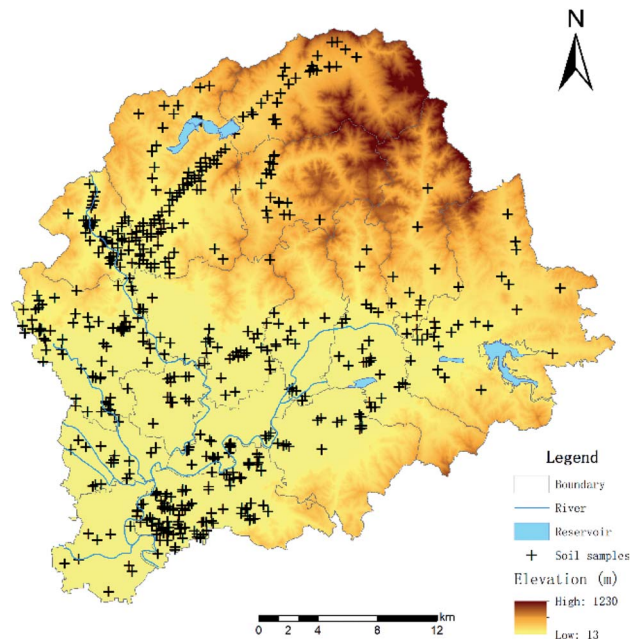 N
Legend
Boundary
River
Reservoir
Soil samples
Elevation (m)
High: 1230
Low: 13
km
0 2 4 8 12